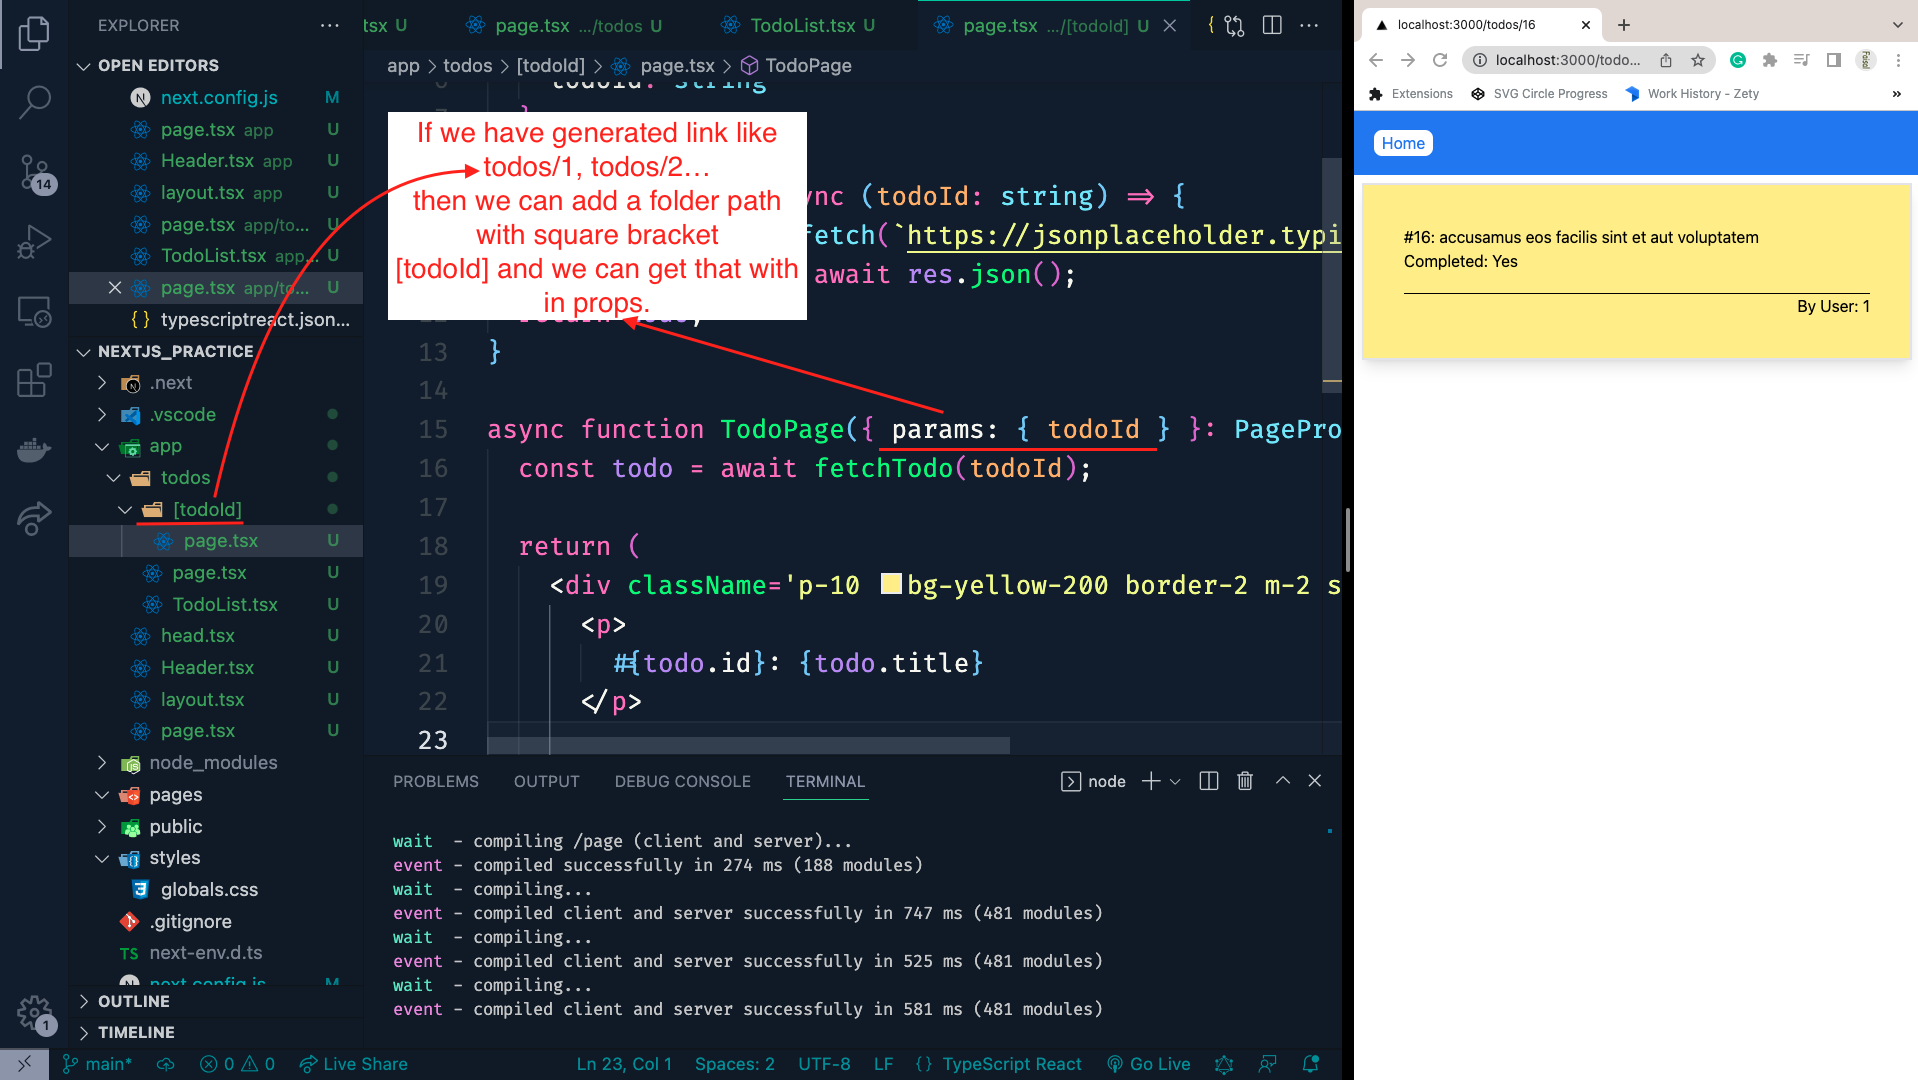 EXPLORER
OPEN EDITORS
next.config.js M
page.tsx app U
Header.tsx app U
layout.tsx app U
page.tsx app/to... U
TodoList.tsx app... U
page.tsx app/to... U
typescriptreact.json...
NEXTJS_PRACTICE
.next
.vscode
app
todos
[todoId]
page.tsx U
page.tsx U
TodoList.tsx U
head.tsx U
Header.tsx U
layout.tsx U
page.tsx U
node_modules
pages
public
styles
globals.css
.gitignore
TS next-env.d.ts
next.config.js M
OUTLINE
TIMELINE
14
1
tsx U
page.tsx .../todos U
TodoList.tsx U
page.tsx .../[todoId] U
app > todos > [todoId] > page.tsx > TodoPage
todoId: string
If we have generated link like
todos/1, todos/2...
then we can add a folder path
with square bracket
[todoId] and we can get that with
in props.
nc (todoId: string) => {
fetch(`https://jsonplaceholder.typi
await res.json();
13 }
14
15 async function TodoPage({ params: { todoId } }: PagePro
16 const todo = await fetchTodo(todoId);
17
18 return (
19 <div className='p-10 bg-yellow-200 border-2 m-2 s
20 <p>
21 #{todo.id}: {todo.title}
22 </p>
23
PROBLEMS OUTPUT DEBUG CONSOLE TERMINAL node
wait - compiling /page (client and server)...
event - compiled successfully in 274 ms (188 modules)
wait - compiling...
event - compiled client and server successfully in 747 ms (481 modules)
wait - compiling...
event - compiled client and server successfully in 525 ms (481 modules)
wait - compiling...
event - compiled client and server successfully in 581 ms (481 modules)
main* 0 0 Live Share Ln 23, Col 1 Spaces: 2 UTF-8 LF {} TypeScript React Go Live
localhost:3000/todos/16
localhost:3000/todo...
Extensions SVG Circle Progress Work History - Zety »
Home
#16: accusamus eos facilis sint et aut voluptatem
Completed: Yes
By User: 1